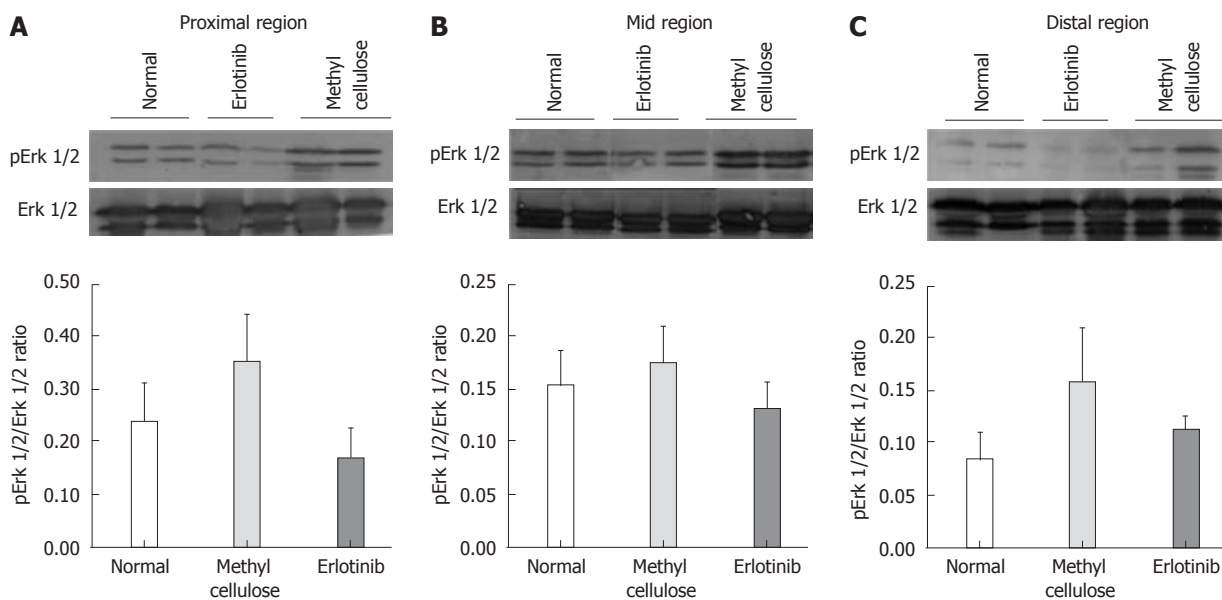 A
Proximal region
Normal
Erlotinib
Methyl
cellulose
pErk 1/2
Erk 1/2
0.50
0.40
0.30
0.20
0.10
0.00
pErk 1/2/Erk 1/2 ratio
Normal
Methyl
cellulose
Erlotinib
B
Mid region
Normal
Erlotinib
Methyl
cellulose
pErk 1/2
Erk 1/2
0.25
0.20
0.15
0.10
0.05
0.00
pErk 1/2/Erk 1/2 ratio
Normal
Methyl
cellulose
Erlotinib
C
Distal region
Normal
Erlotinib
Methyl
cellulose
pErk 1/2
Erk 1/2
0.25
0.20
0.15
0.10
0.05
0.00
pErk 1/2/Erk 1/2 ratio
Normal
Methyl
cellulose
Erlotinib